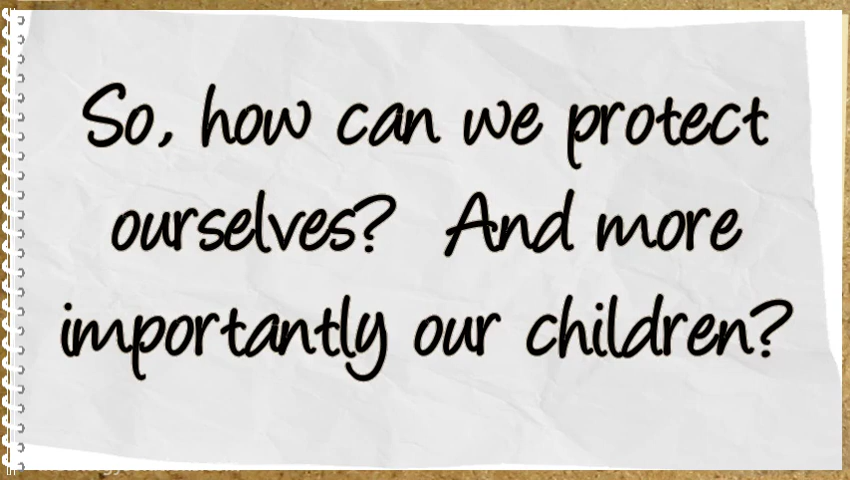 So, how can we protect
ourselves? And more
importantly our children?